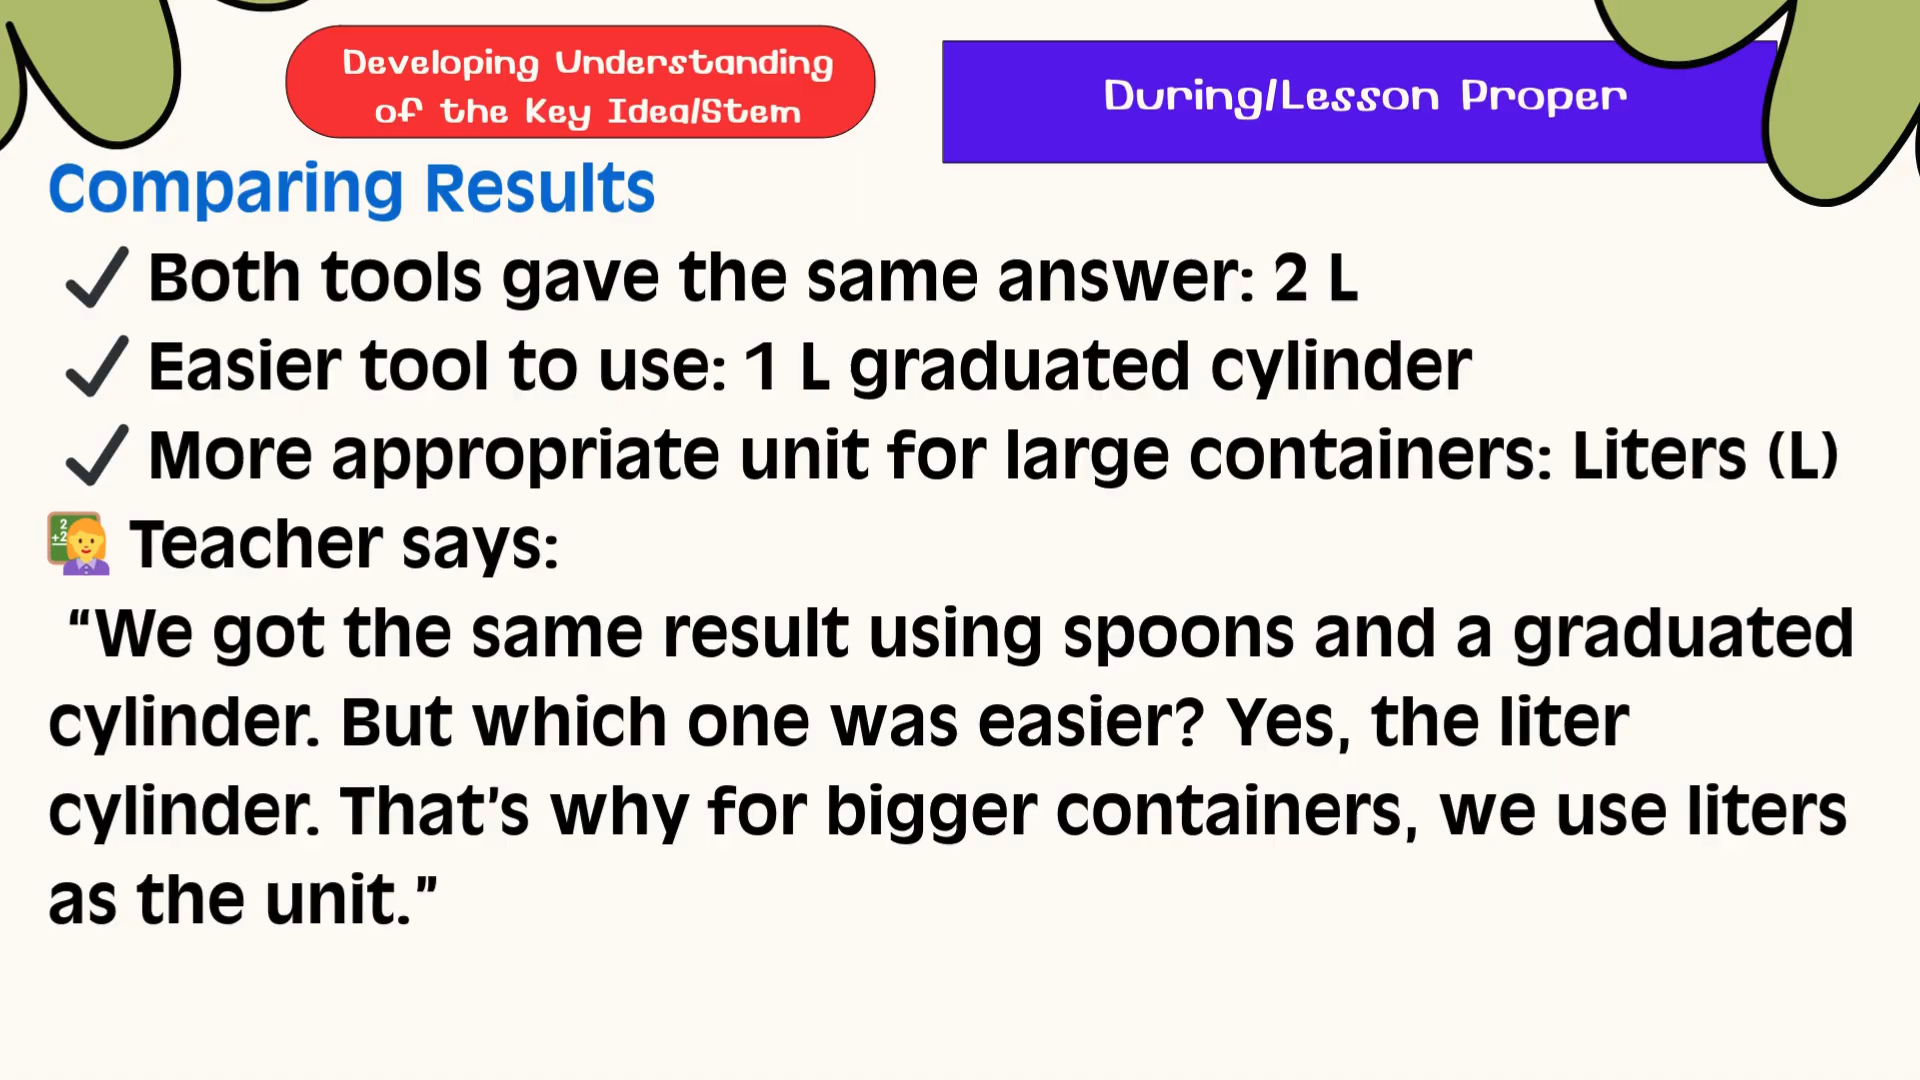 Developing Understanding
of the Key Idea/Stem
During/Lesson Proper
Comparing Results
✔ Both tools gave the same answer: 2 L
✔ Easier tool to use: 1 L graduated cylinder
✔ More appropriate unit for large containers: Liters (L)
2
+2
Teacher says:
“We got the same result using spoons and a graduated
cylinder. But which one was easier? Yes, the liter
cylinder. That’s why for bigger containers, we use liters
as the unit.”